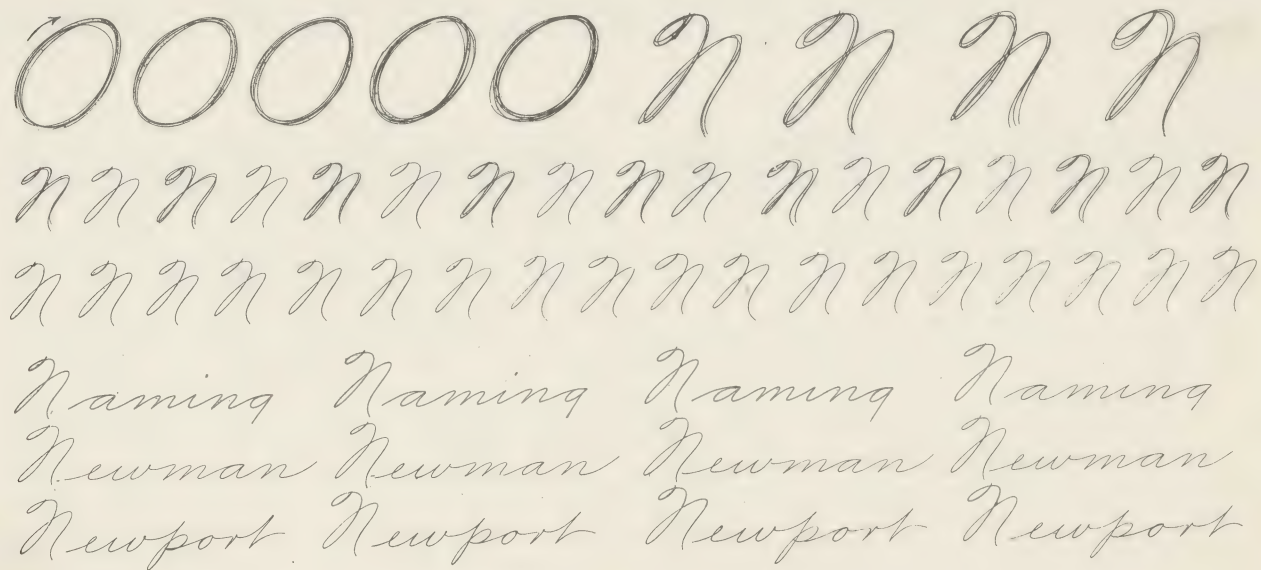 O O O O O N N N N
N N N N N N N N N N N N N N N N N
N N N N N N N N N N N N N N N N N N
Naming Naming Naming Naming
Newman Newman Newman Newman
Newport Newport Newport Newport